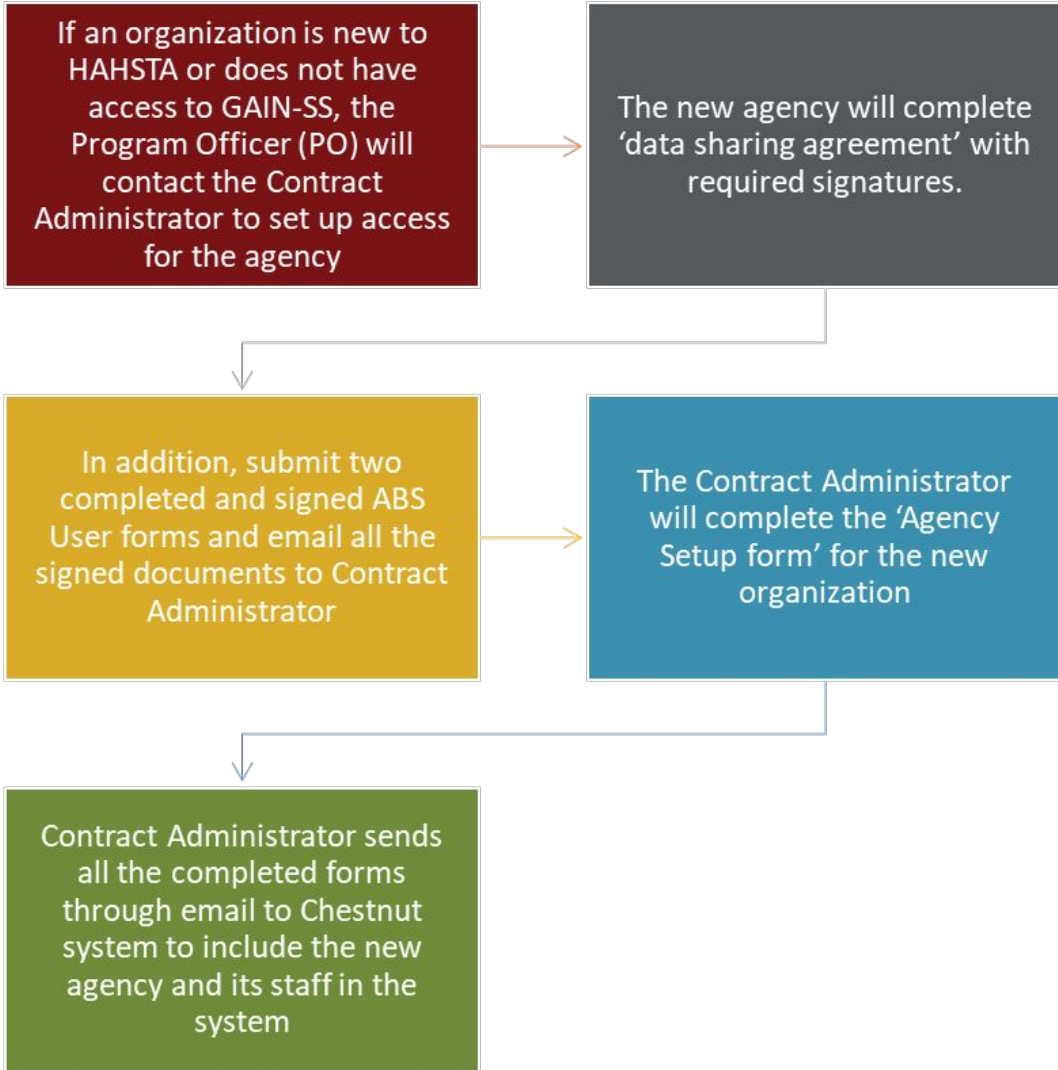 If an organization is new to
HAHSTA or does not have
access to GAIN-SS, the
Program Officer (PO) will
contact the Contract
Administrator to set up access
for the agency
The new agency will complete
‘data sharing agreement’ with
required signatures.
In addition, submit two
completed and signed ABS
User forms and email all the
signed documents to Contract
Administrator
The Contract Administrator
will complete the ‘Agency
Setup form’ for the new
organization
Contract Administrator sends
all the completed forms
through email to Chestnut
system to include the new
agency and its staff in the
system